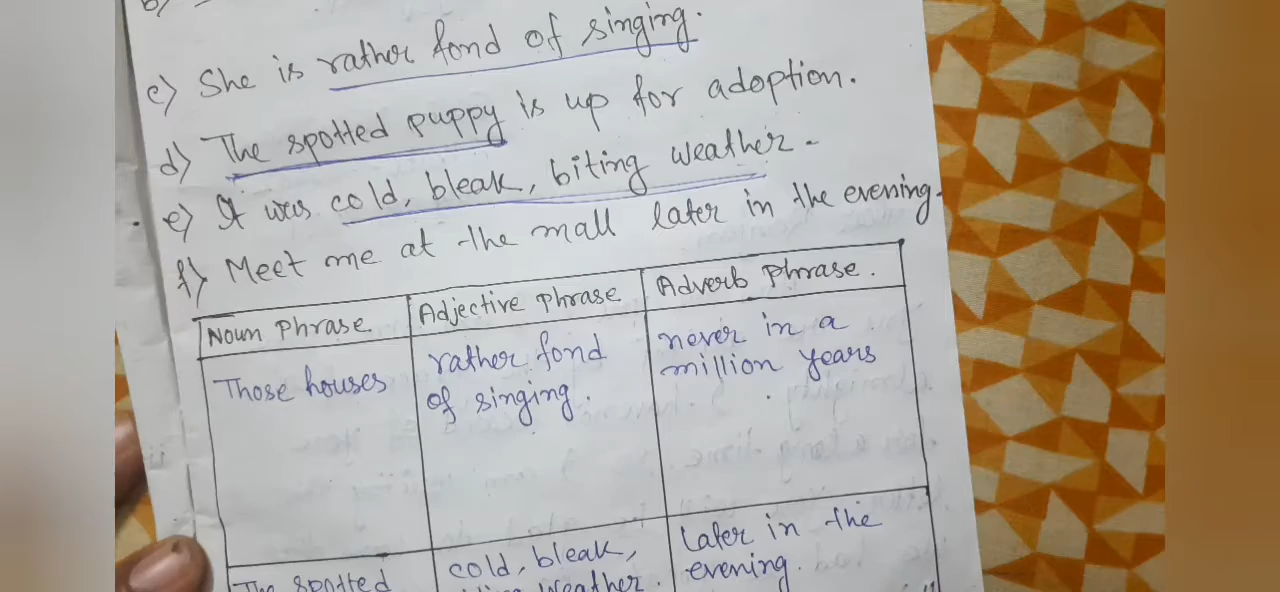 c) She is rather fond of singing.
d) The spotted puppy is up for adoption.
e) It was cold, bleak, biting weather.
f) Meet me at the mall later in the evening.
Noun Phrase Adjective Phrase Adverb Phrase.
Those houses
rather fond
of singing.
never in a
million years
The spotted
cold, bleak,
weather.
Later in the
evening.